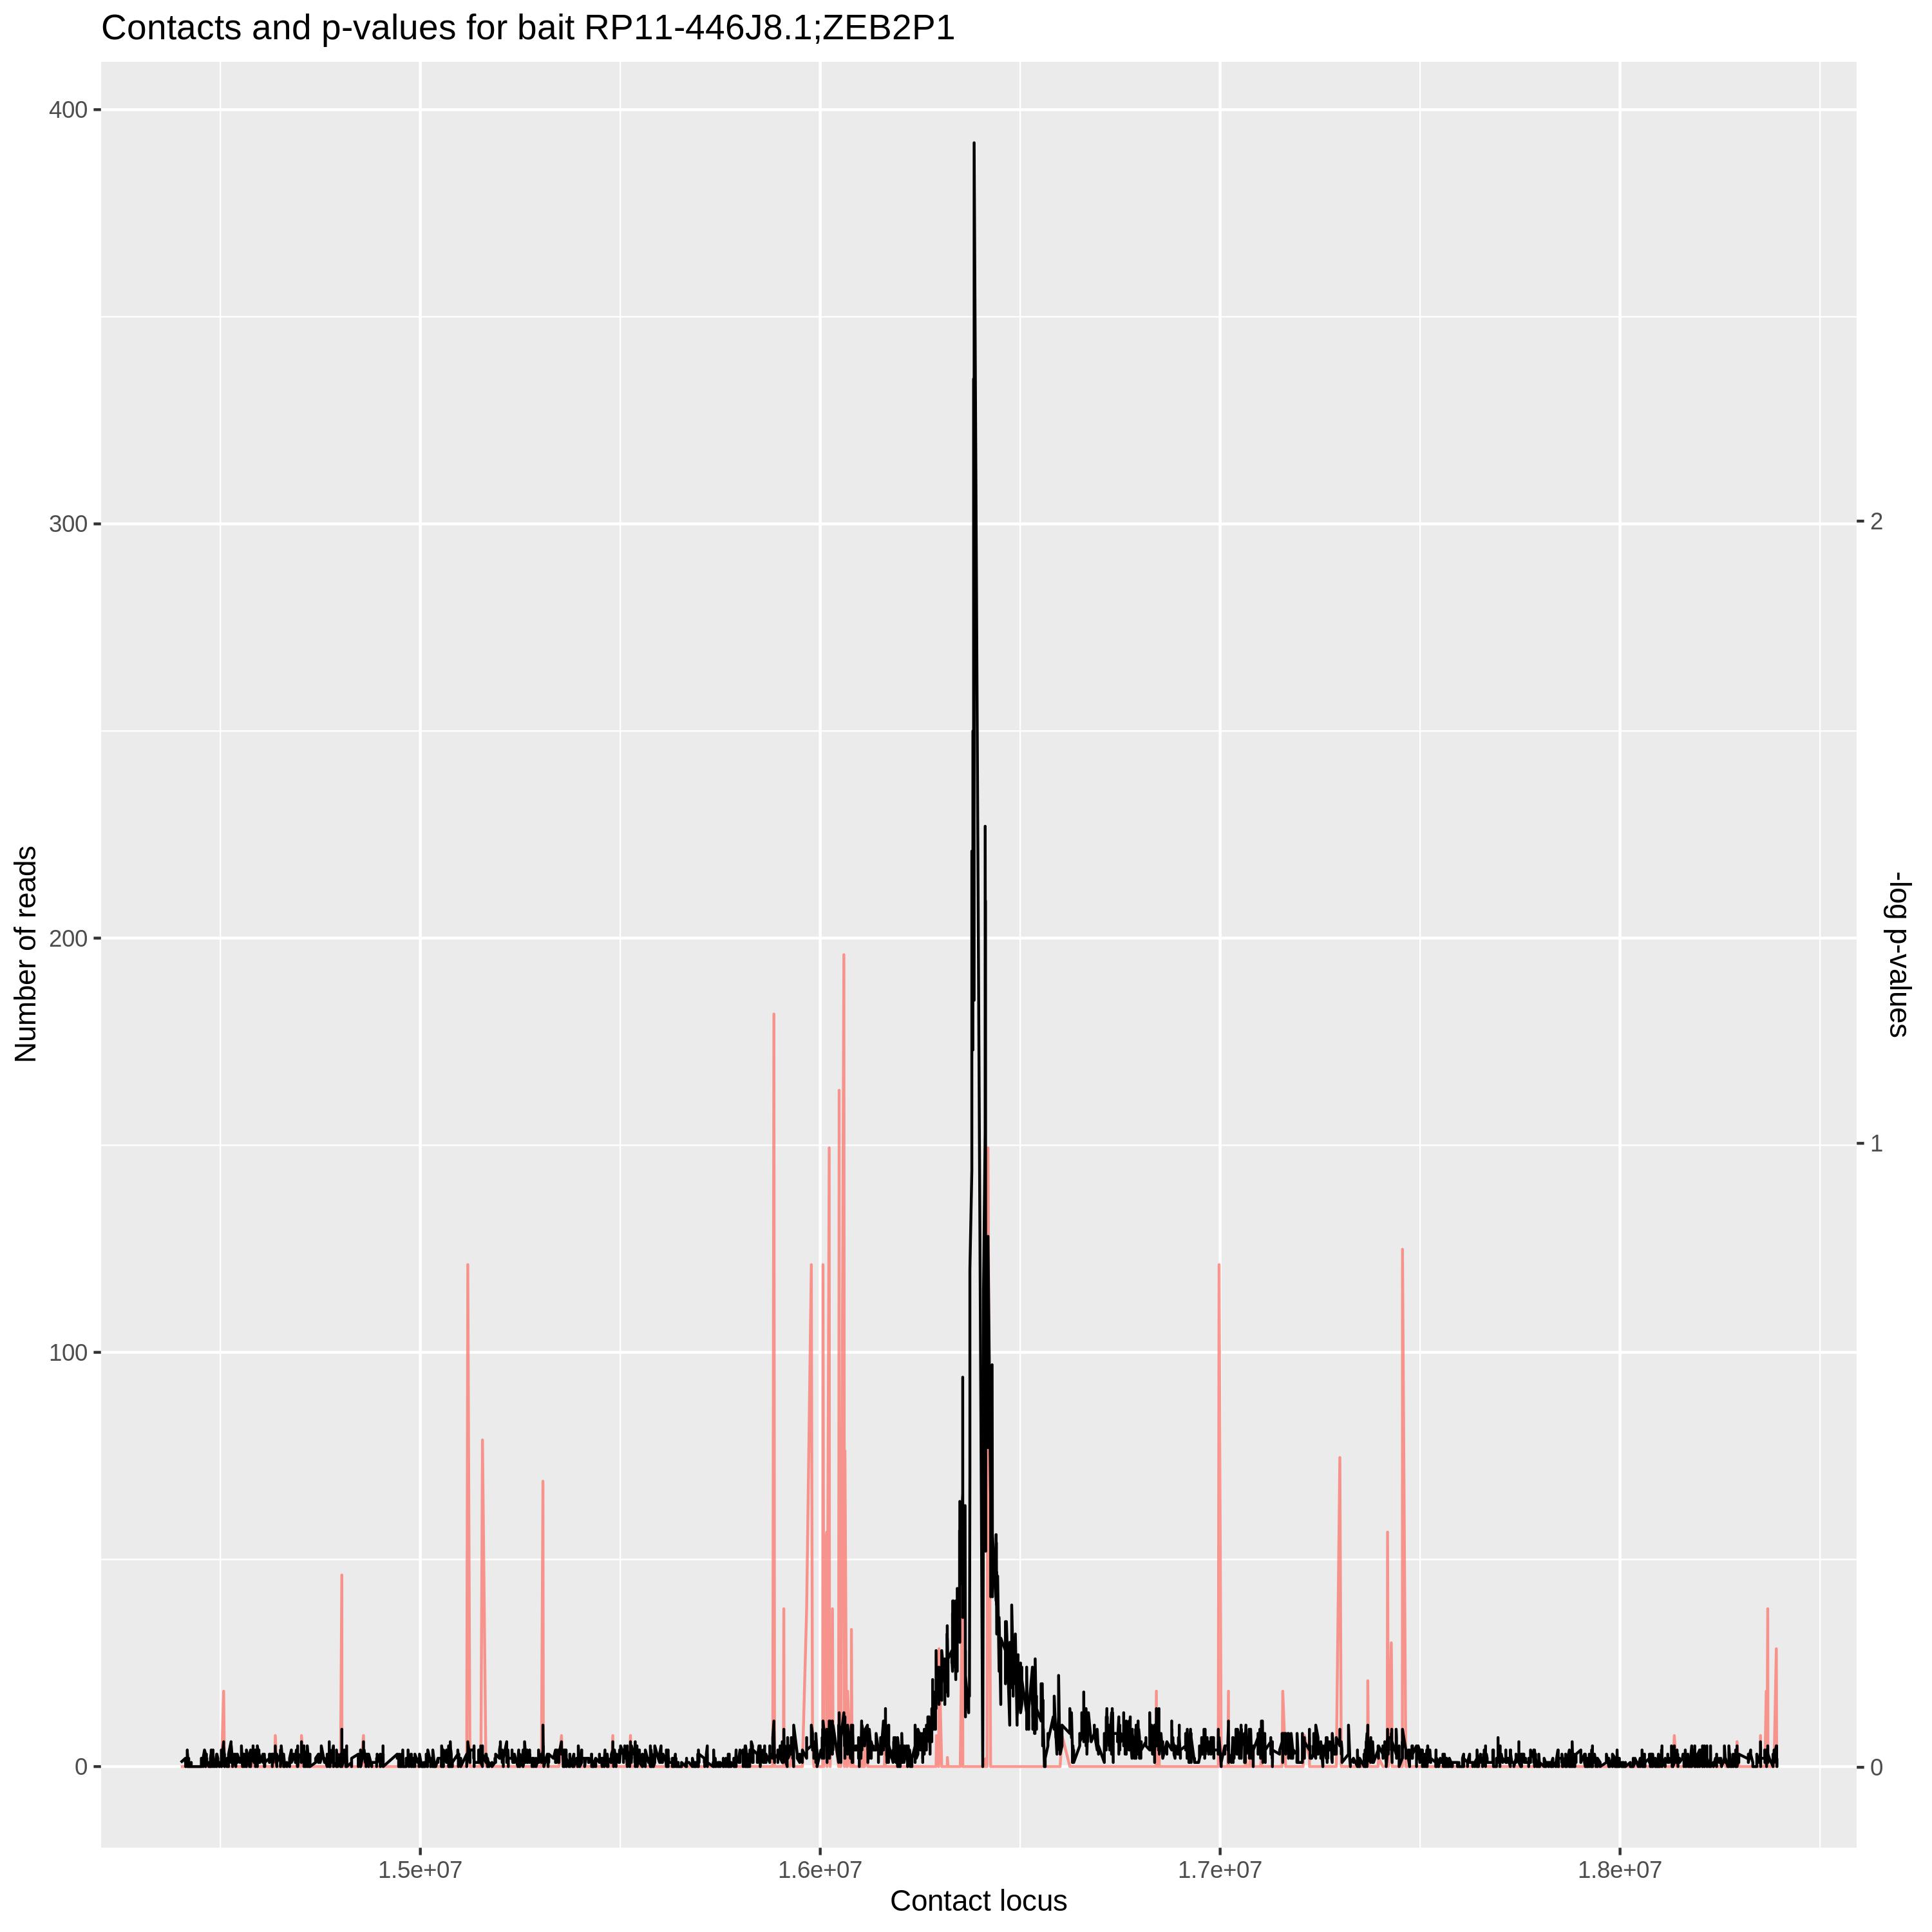 Contacts and p-values for bait RP11-446J8.1;ZEB2P1
400
300
200
100
0
Number of reads
2
1
0
-log p-values
1.5e+07 1.6e+07 1.7e+07 1.8e+07
Contact locus